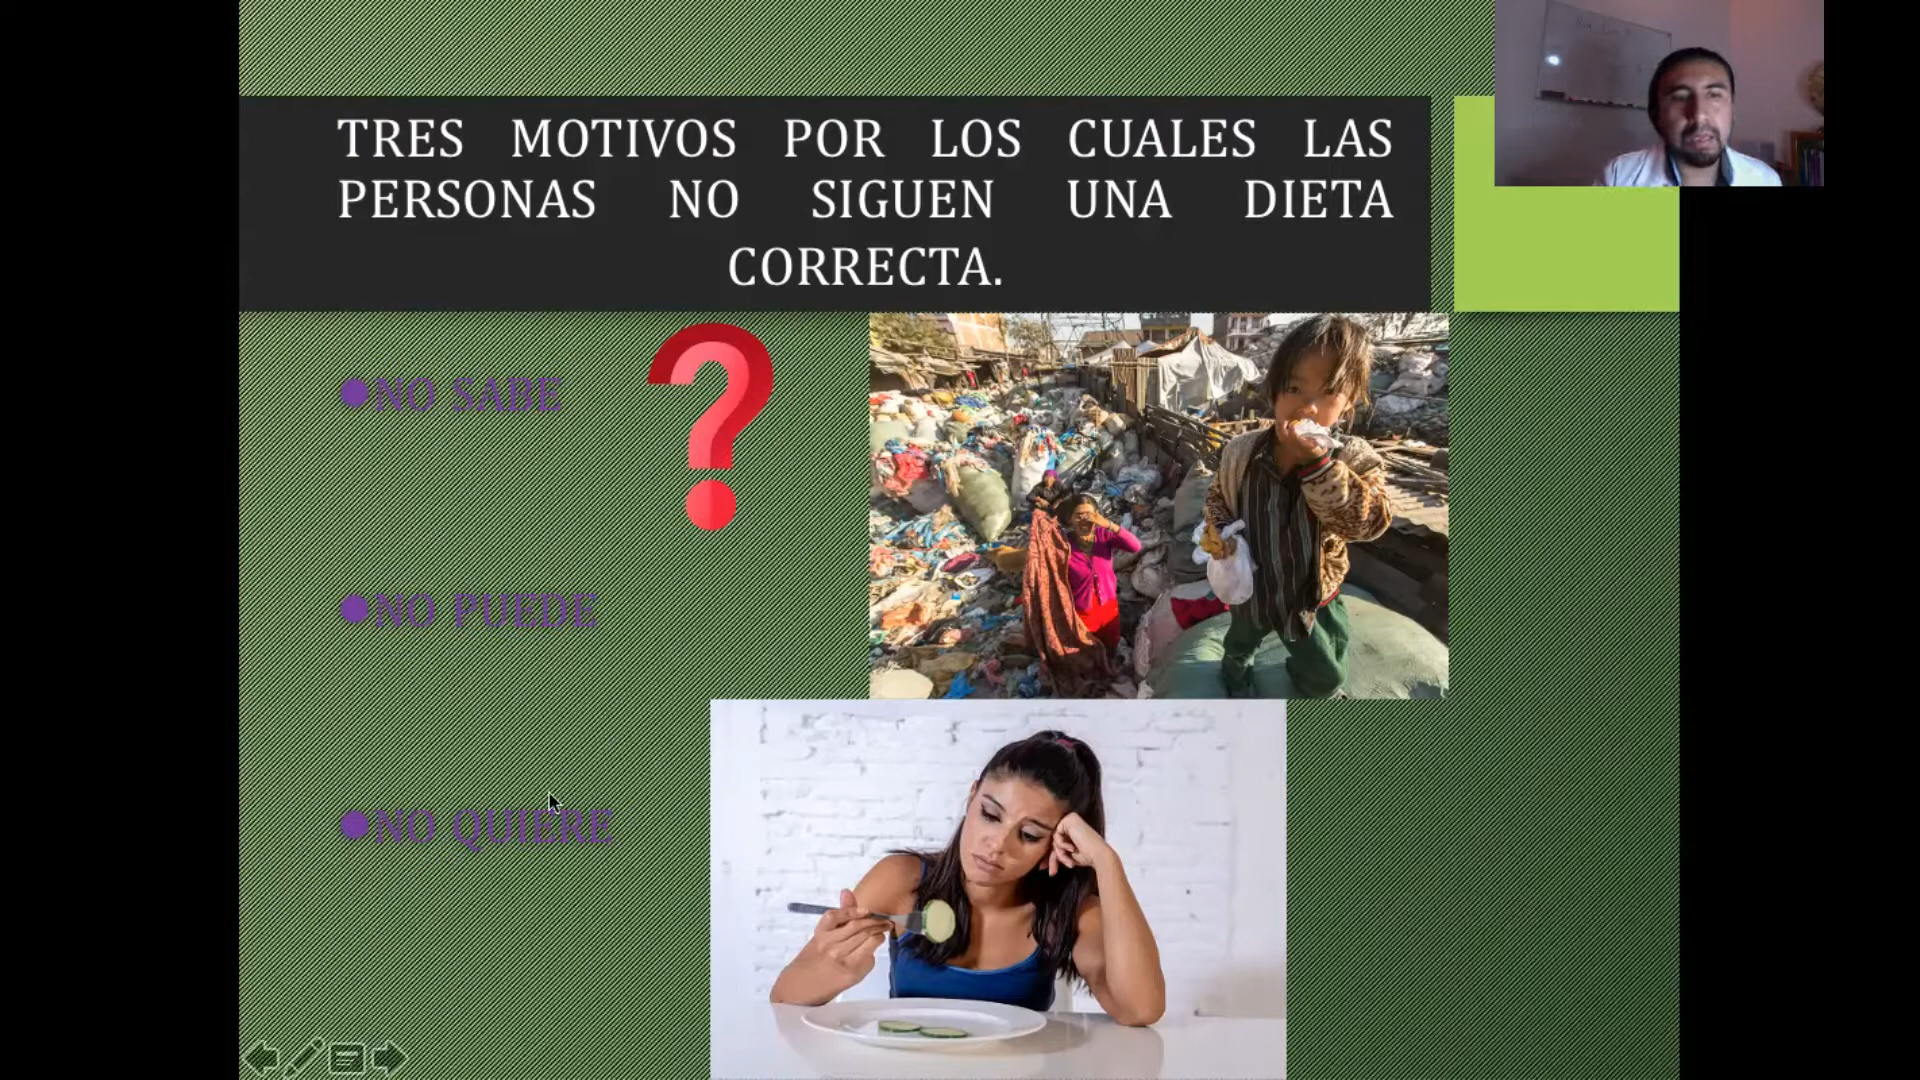 TRES MOTIVOS POR LOS CUALES LAS
PERSONAS NO SIGUEN UNA DIETA
CORRECTA.
●NO SABE
●NO PUEDE
●NO QUIERE